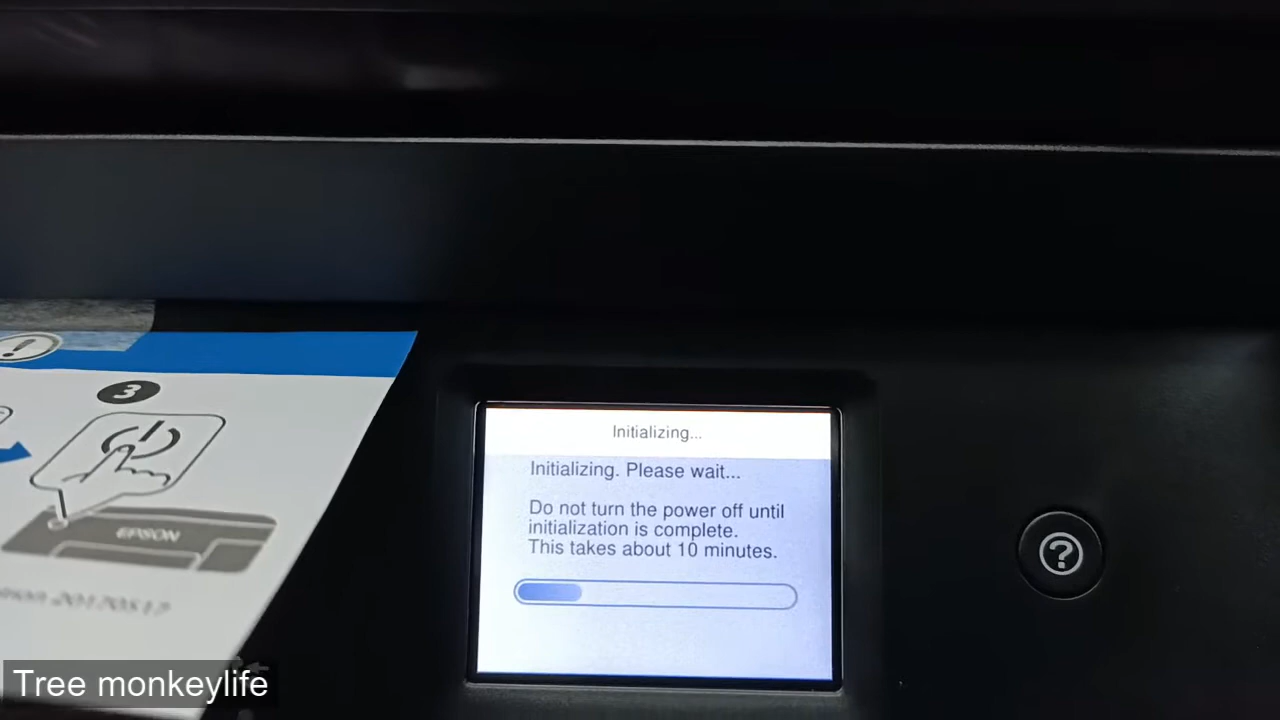 3
EPSON
Initializing...
Initializing. Please wait...
Do not turn the power off until
initialization is complete.
This takes about 10 minutes.
?
Tree monkeylife